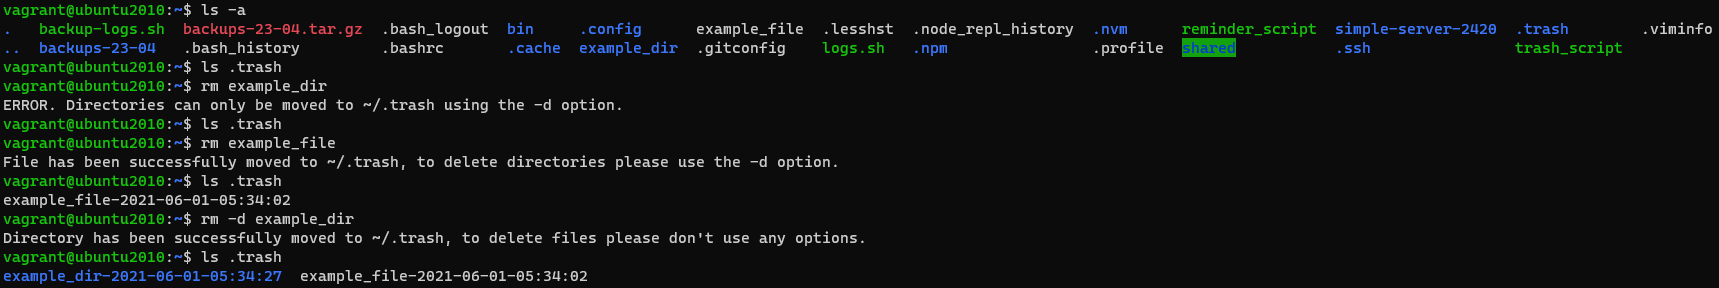 vagrant@ubuntu2010:~$ ls -a
.   backup-logs.sh  backups-23-04.tar.gz  .bash_logout  bin     .config      example_file  .lesshst  .node_repl_history  .nvm      reminder_script  simple-server-2420  .trash        .viminfo
..  backups-23-04   .bash_history         .bashrc       .cache  example_dir  .gitconfig    logs.sh   .npm                .profile  shared           .ssh                trash_script
vagrant@ubuntu2010:~$ ls .trash
vagrant@ubuntu2010:~$ rm example_dir
ERROR. Directories can only be moved to ~/.trash using the -d option.
vagrant@ubuntu2010:~$ ls .trash
vagrant@ubuntu2010:~$ rm example_file
File has been successfully moved to ~/.trash, to delete directories please use the -d option.
vagrant@ubuntu2010:~$ ls .trash
example_file-2021-06-01-05:34:02
vagrant@ubuntu2010:~$ rm -d example_dir
Directory has been successfully moved to ~/.trash, to delete files please don't use any options.
vagrant@ubuntu2010:~$ ls .trash
example_dir-2021-06-01-05:34:27  example_file-2021-06-01-05:34:02